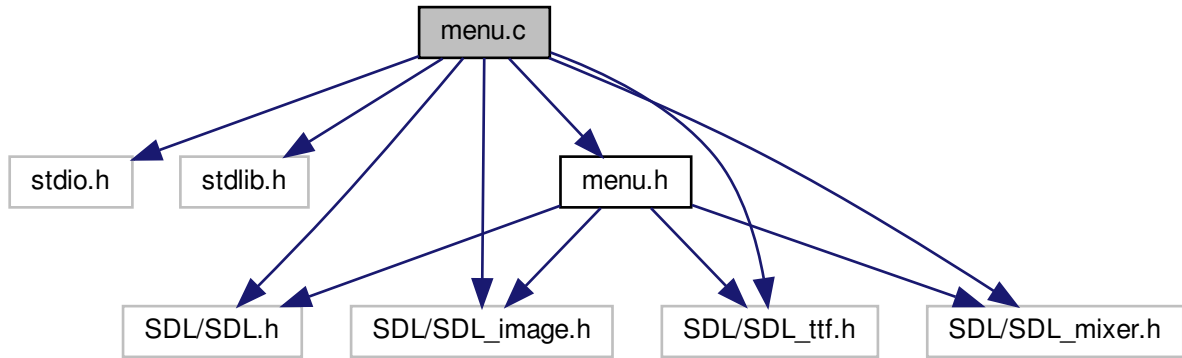 menu.c
stdio.h
stdlib.h
menu.h
SDL/SDL.h
SDL/SDL_image.h
SDL/SDL_ttf.h
SDL/SDL_mixer.h